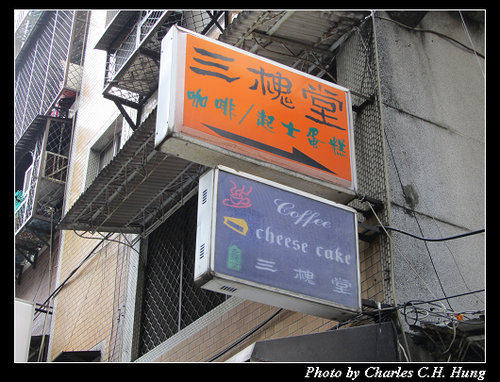 三槐堂
咖啡/起士蛋糕
Coffee
cheese cake
三槐堂
Photo by Charles C.H. Hung